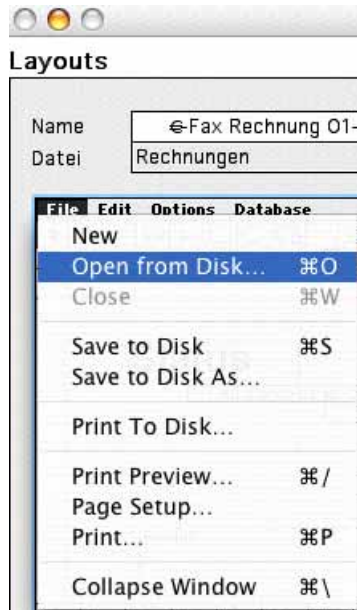 Layouts
Name €-Fax Rechnung 01-
Datei Rechnungen
File Edit Options Database
New
Open from Disk... ⌘O
Close ⌘W
Save to Disk ⌘S
Save to Disk As...
Print To Disk...
Print Preview... ⌘/
Page Setup...
Print... ⌘P
Collapse Window ⌘\